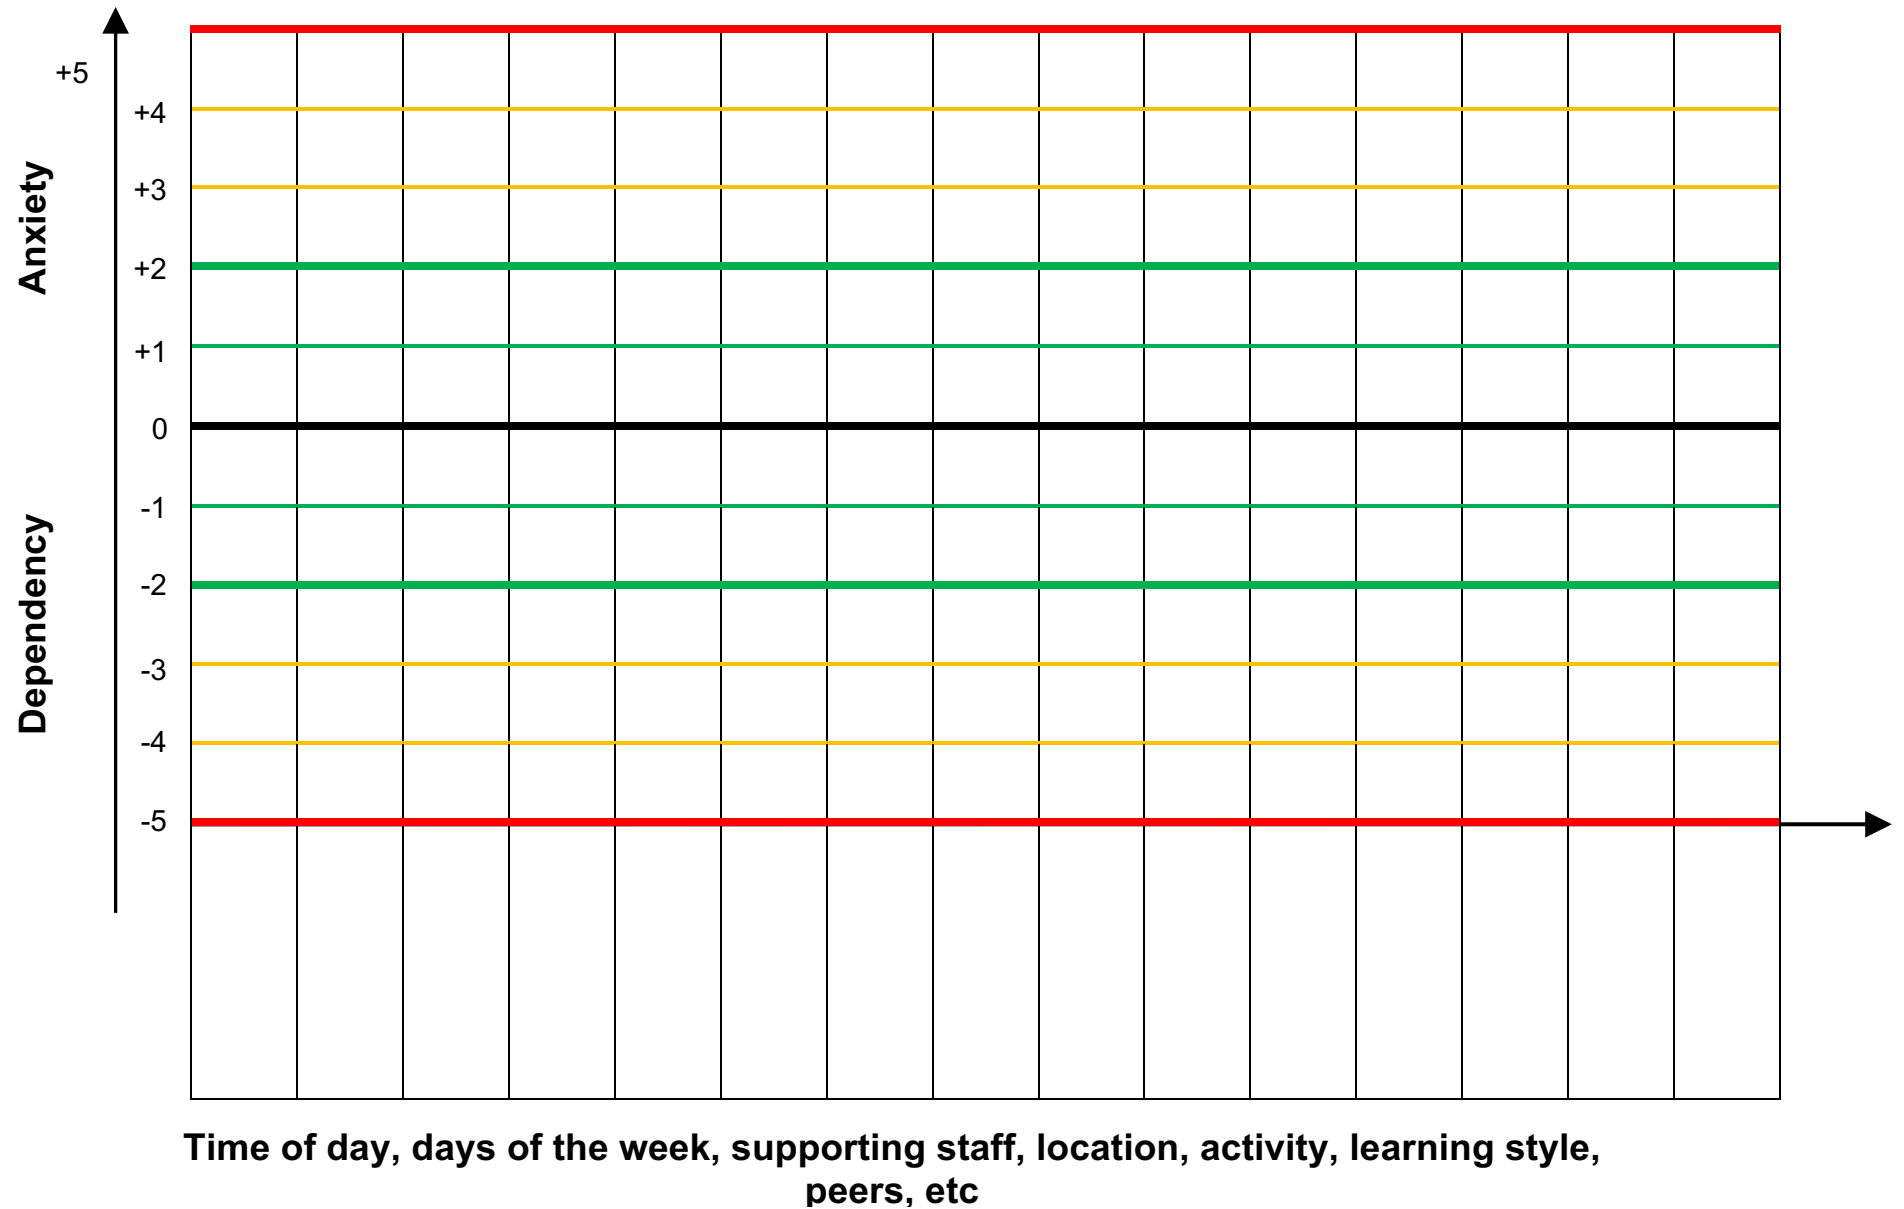 +5
+4
Anxiety
+3
+2
+1
0
-1
Dependency
-2
-3
-4
-5
Time of day, days of the week, supporting staff, location, activity, learning style,
peers, etc